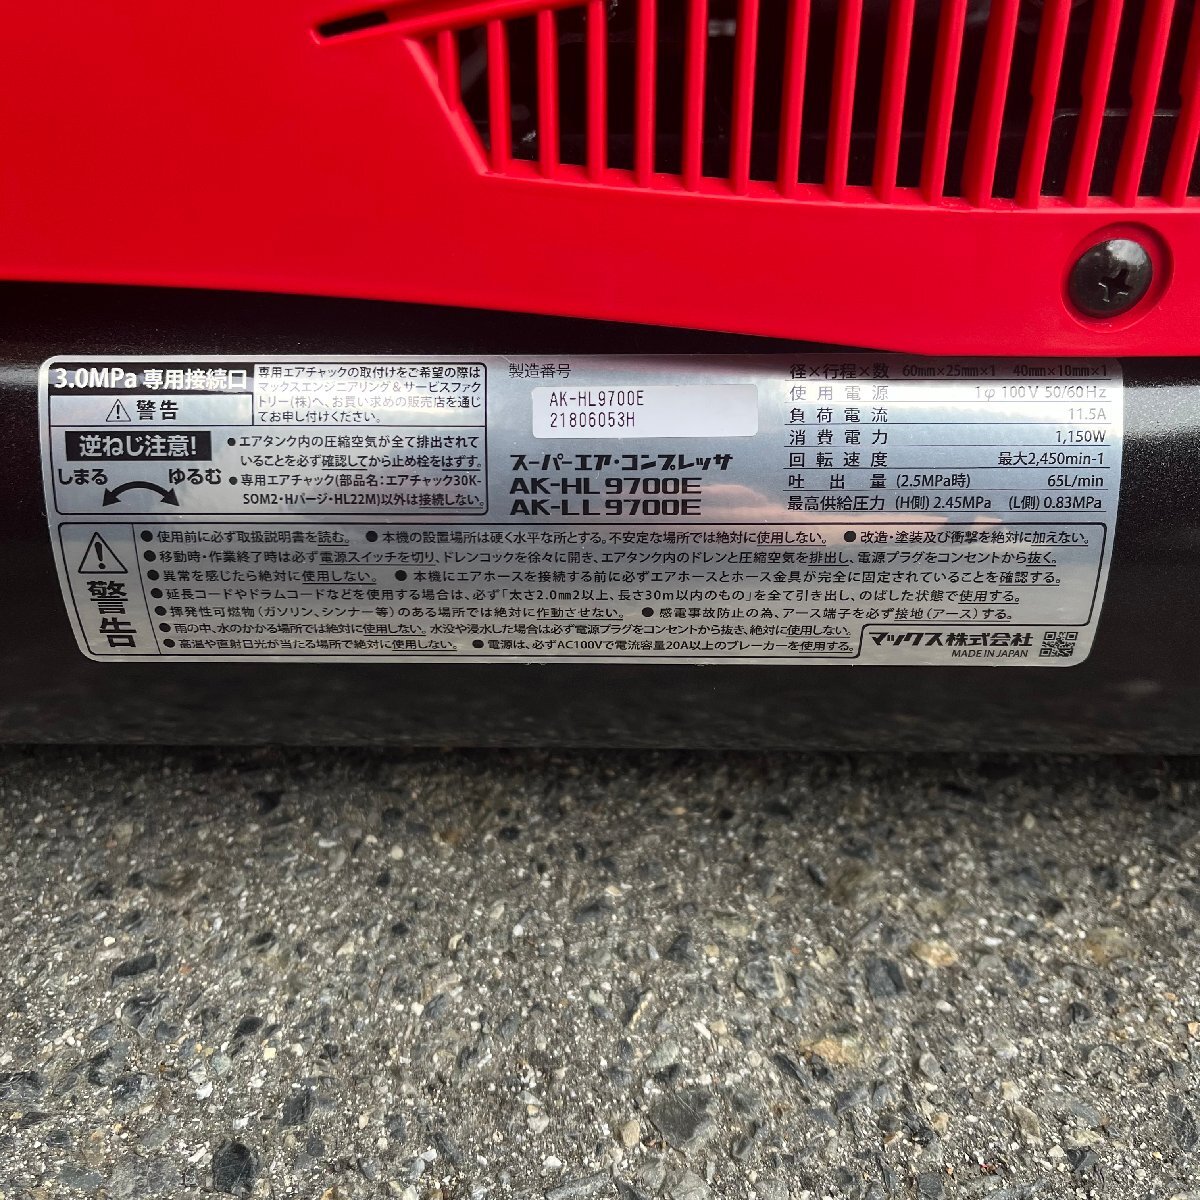 3.0MPa 専用接続口
⚠警告
専用エアチャックの取付けをご希望の際は
マックスエンジニアリング&サービスファク
トリー(株)へ、お買い求めの販売店を通じ
てお申し付けください。
逆ねじ注意!
しまる ゆるむ
●エアタンク内の圧縮空気が全て排出されて
いることを必ず確認してから止め栓をはずす。
●専用エアチャック(部品名:エアチャック30K-
SOM2・Hパージ・HL22M)以外は接続しない。
製造番号
AK-HL9700E
21806053H
スーパーエア・コンプレッサ
AK-HL9700E
AK-LL9700E
径×行程×数 60mm×25mm×1 40mm×10mm×1
使用電源 1φ 100V 50/60Hz
負荷電流 11.5A
消費電力 1,150W
回転速度 最大2,450min-1
吐出量 (2.5MPa時) 65L/min
最高供給圧力 (H側) 2.45MPa (L側) 0.83MPa
警告
●使用前に必ず取扱説明書を読む。 ●本機の設置場所は硬く水平な所とする。不安定な場所では絶対に使用しない。 ●改造・塗装及び衝撃を絶対に加えない。
●移動時・作業終了時は必ず電源スイッチを切り、ドレンコックを徐々に開き、エアタンク内のドレンと圧縮空気を排出し、電源プラグをコンセントから抜く。
●異常を感じたら絶対に使用しない。 ●本機にエアホースを接続する前に必ずエアホースとホース金具が完全に固定されていることを確認する。
●延長コードやドラムコードなどを使用する場合は、必ず「太さ2.0mm2以上、長さ30m以内のもの」を全て引き出し、のばした状態で使用する。
●揮発性可燃物(ガソリン、シンナー等)のある場所では絶対に作動させない。 ●感電事故防止の為、アース端子を必ず接地(アース)する。
●雨の中、水のかかる場所では絶対に使用しない。水没や浸水した場合は必ず電源プラグをコンセントから抜き、絶対に使用しない。
●高温や直射日光が当たる場所で絶対に使用しない。 ●電源は、必ずAC100Vで電流容量20A以上のブレーカーを使用する。
マックス株式会社
MADE IN JAPAN